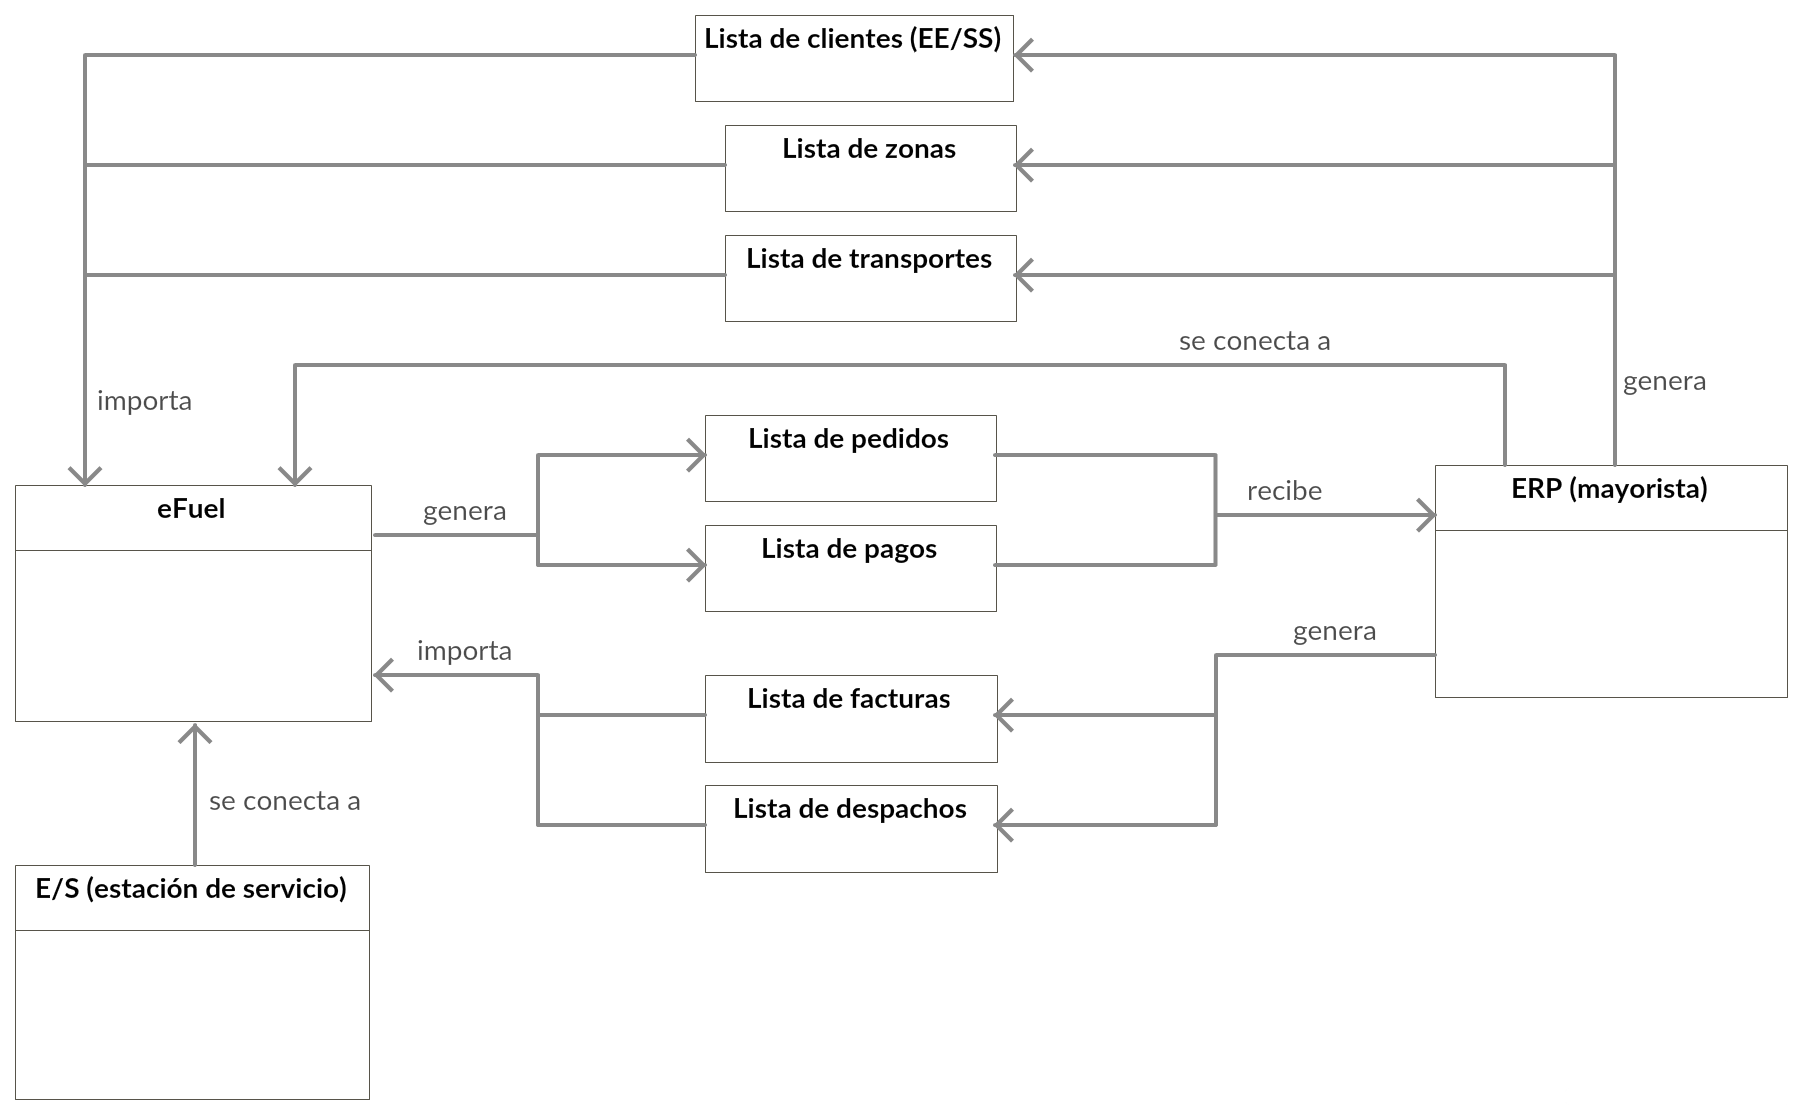 Lista de clientes (EE/SS)
Lista de zonas
Lista de transportes
se conecta a
genera
importa
Lista de pedidos
recibe
ERP (mayorista)
eFuel
genera
Lista de pagos
genera
importa
Lista de facturas
se conecta a
Lista de despachos
E/S (estación de servicio)